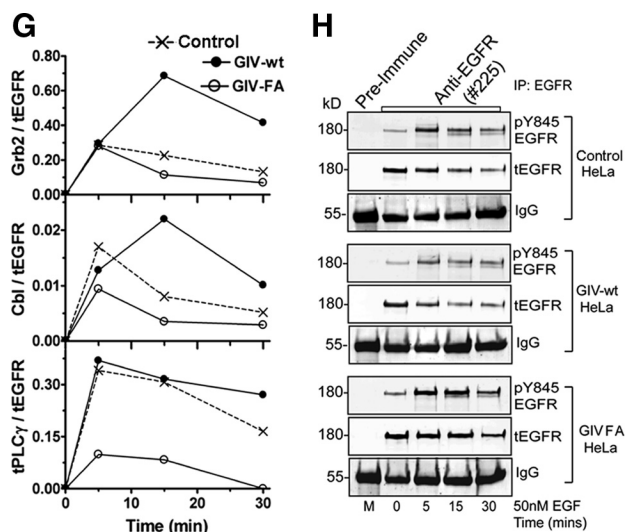 G
Control
GIV-wt
GIV-FA
Grb2 / tEGFR
0.80
0.60
0.40
0.20
0.00
Cbl / tEGFR
0.02
0.01
0.00
tPLCγ / tEGFR
0.30
0.15
0.00
0 10 20 30
Time (min)
H
Pre-Immune
Anti-EGFR
(#225)
IP: EGFR
kD
180-
pY845
EGFR
180-
tEGFR
55-
IgG
Control
HeLa
180-
pY845
EGFR
180-
tEGFR
55-
IgG
GIV-wt
HeLa
180-
pY845
EGFR
180-
tEGFR
55-
IgG
GIV FA
HeLa
M 0 5 15 30 50nM EGF
Time (mins)